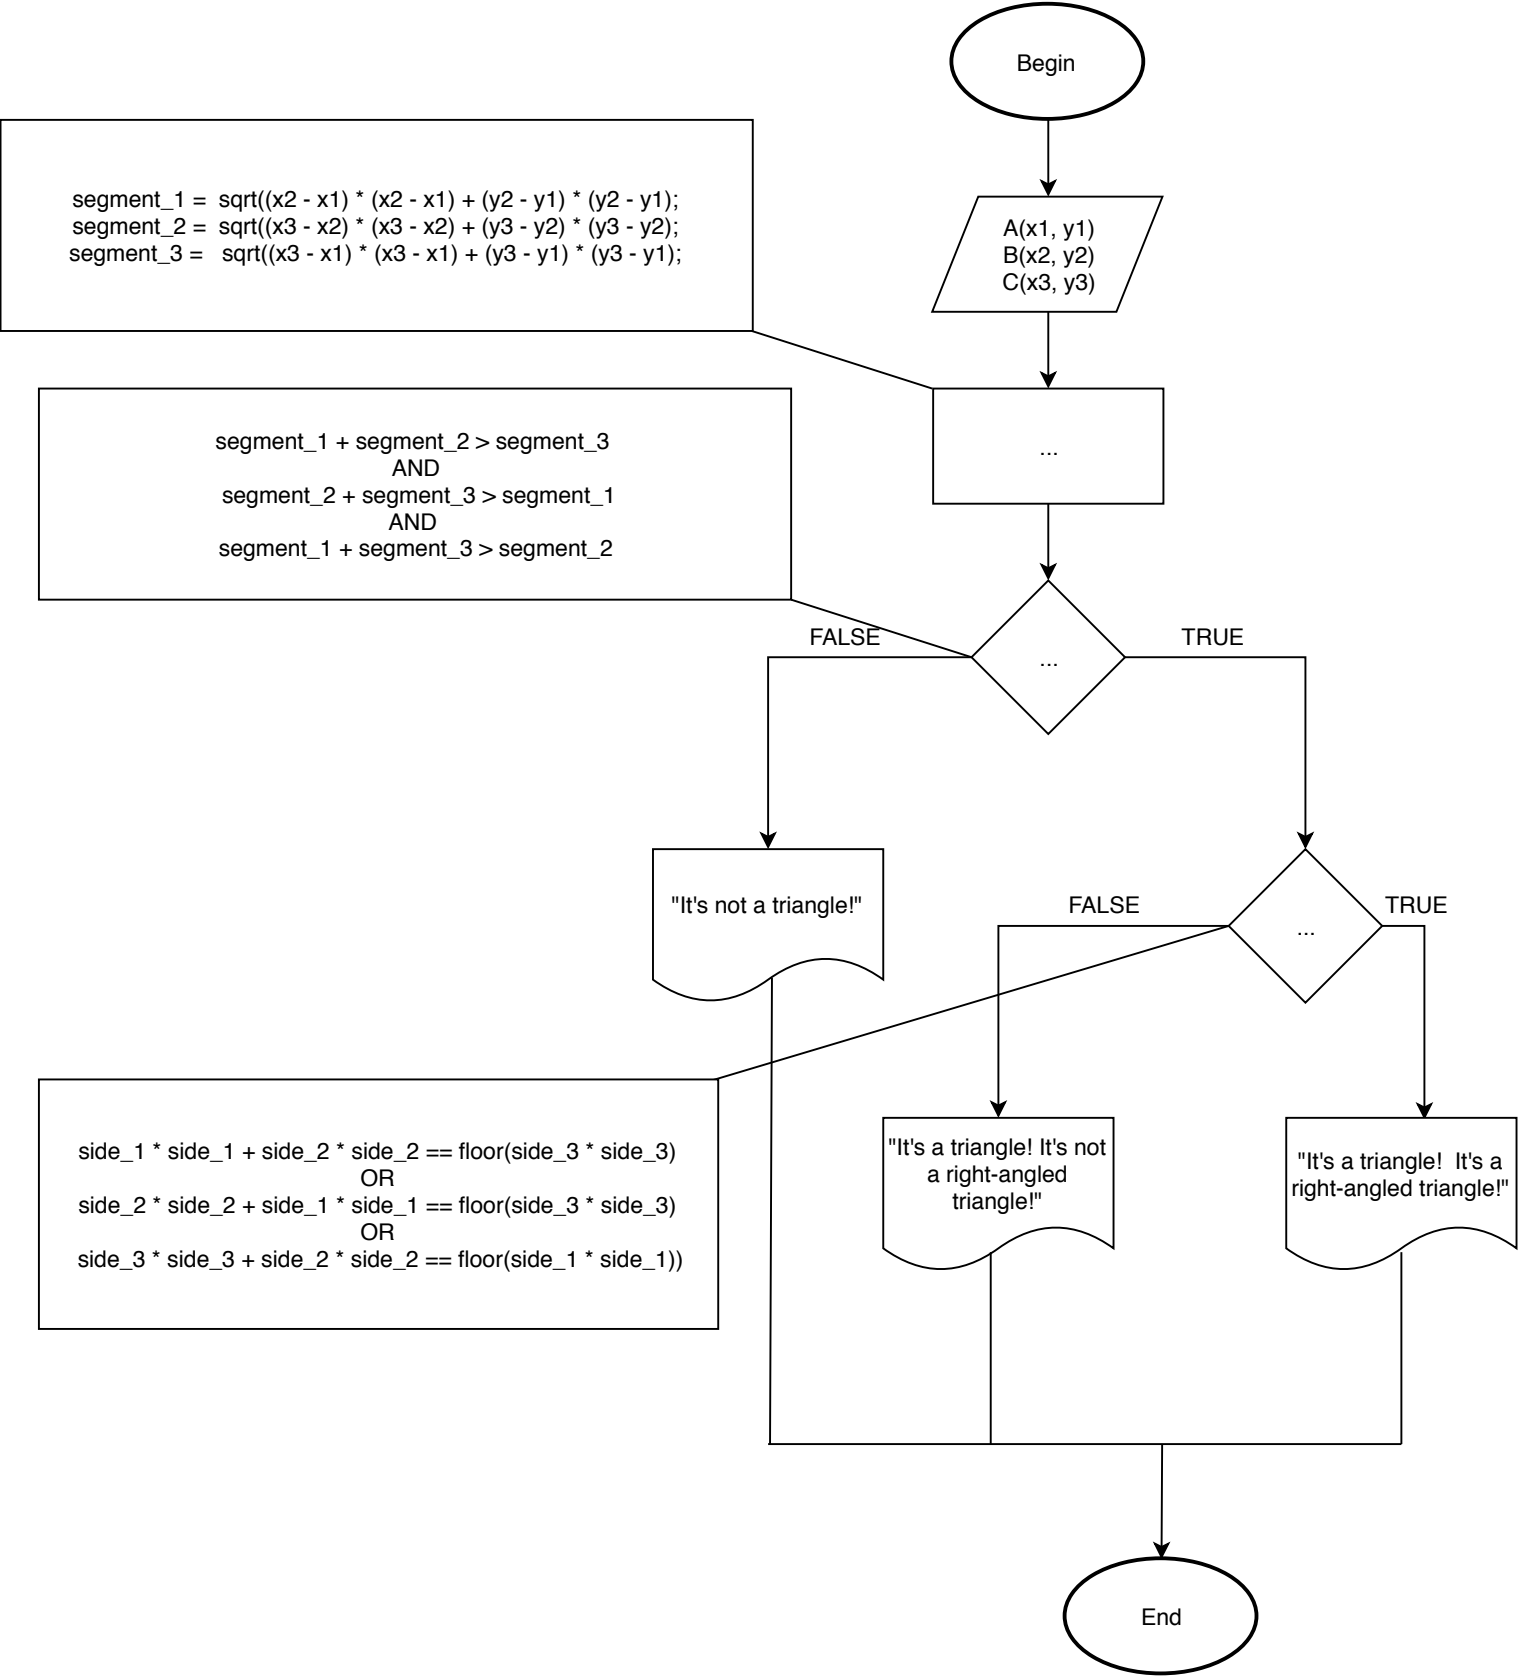 Begin
segment_1 =  sqrt((x2 - x1) * (x2 - x1) + (y2 - y1) * (y2 - y1);
segment_2 =  sqrt((x3 - x2) * (x3 - x2) + (y3 - y2) * (y3 - y2);
segment_3 =   sqrt((x3 - x1) * (x3 - x1) + (y3 - y1) * (y3 - y1);
A(x1, y1)
B(x2, y2)
C(x3, y3)
...
segment_1 + segment_2 > segment_3
AND
segment_2 + segment_3 > segment_1
AND
segment_1 + segment_3 > segment_2
FALSE
...
TRUE
"It's not a triangle!"
FALSE
...
TRUE
side_1 * side_1 + side_2 * side_2 == floor(side_3 * side_3)
OR
side_2 * side_2 + side_1 * side_1 == floor(side_3 * side_3)
OR
side_3 * side_3 + side_2 * side_2 == floor(side_1 * side_1))
"It's a triangle! It's not
a right-angled
triangle!"
"It's a triangle!  It's a
right-angled triangle!"
End